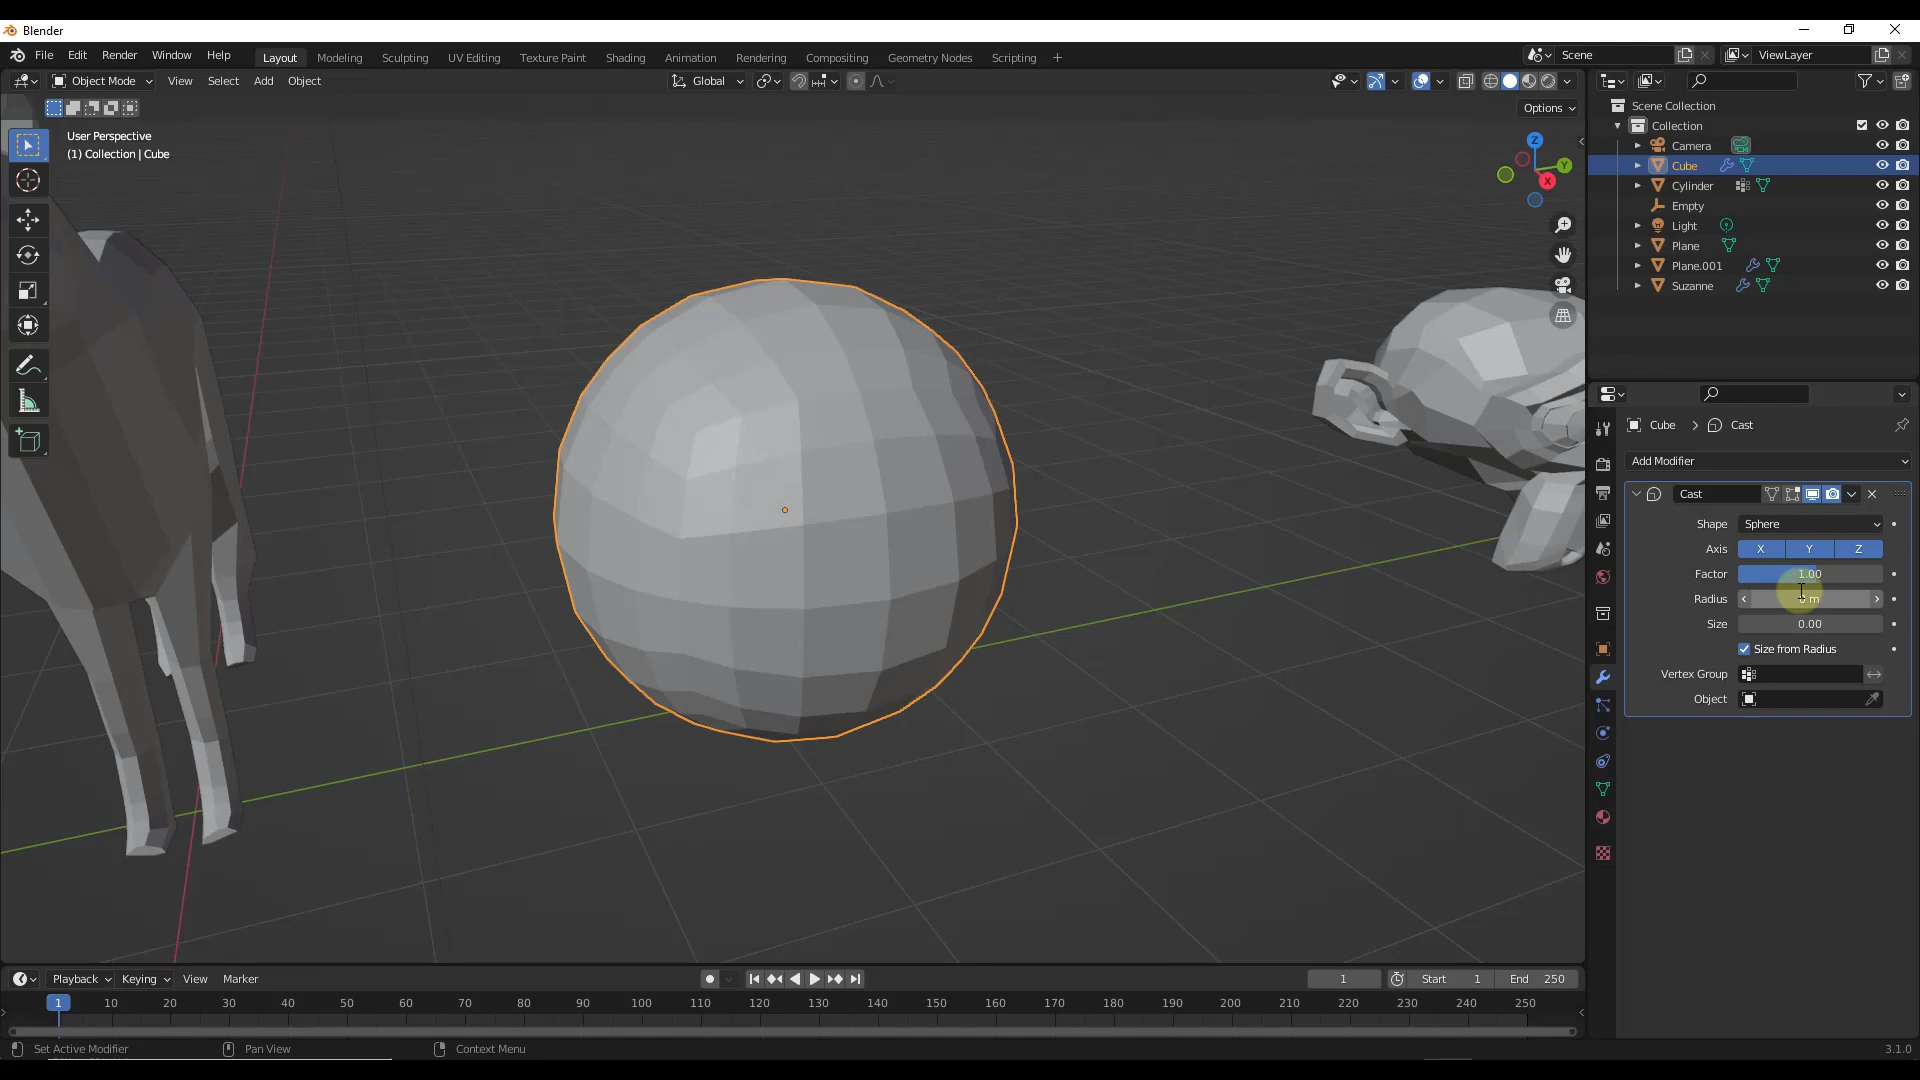 Blender
File Edit Render Window Help Layout Modeling Sculpting UV Editing Texture Paint Shading Animation Rendering Compositing Geometry Nodes Scripting + Scene ViewLayer
Object Mode View Select Add Object Global
Options
User Perspective
(1) Collection | Cube
Z
Y
X
Scene Collection
Collection
Camera
Cube
Cylinder
Empty
Light
Plane
Plane.001
Suzanne
Cube > Cast
Add Modifier
Cast
Shape Sphere
Axis X Y Z
Factor 1.00
Radius m
Size 0.00
Size from Radius
Vertex Group
Object
Playback Keying View Marker 1 Start 1 End 250
1 10 20 30 40 50 60 70 80 90 100 110 120 130 140 150 160 170 180 190 200 210 220 230 240 250
Set Active Modifier Pan View Context Menu 3.1.0